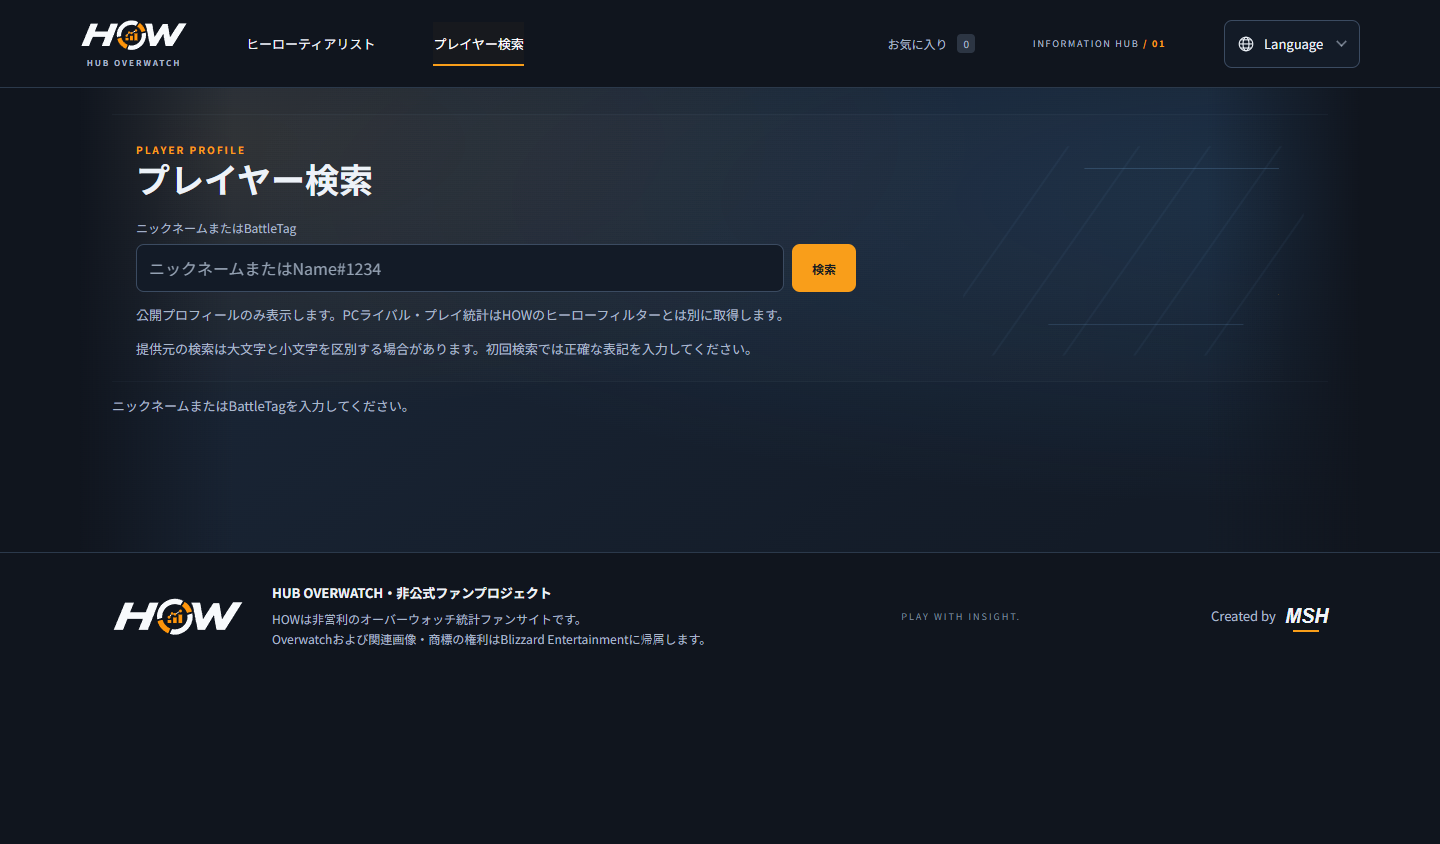 HOW
HUB OVERWATCH
ヒーローティアリスト
プレイヤー検索
お気に入り 0
INFORMATION HUB / 01
Language
PLAYER PROFILE
プレイヤー検索
ニックネームまたはBattleTag
ニックネームまたはName#1234
検索
公開プロフィールのみ表示します。PCライバル・プレイ統計はHOWのヒーローフィルターとは別に取得します。
提供元の検索は大文字と小文字を区別する場合があります。初回検索では正確な表記を入力してください。
ニックネームまたはBattleTagを入力してください。
HOW
HUB OVERWATCH・非公式ファンプロジェクト
HOWは非営利のオーバーウォッチ統計ファンサイトです。
Overwatchおよび関連画像・商標の権利はBlizzard Entertainmentに帰属します。
PLAY WITH INSIGHT.
Created by MSH